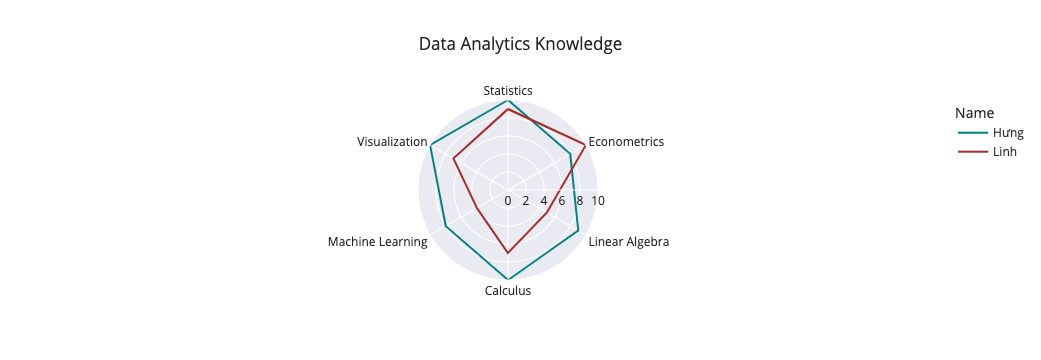 Data Analytics Knowledge
Statistics
Visualization
Econometrics
Name
Hưng
Linh
0 2 4 6 8 10
Machine Learning
Linear Algebra
Calculus